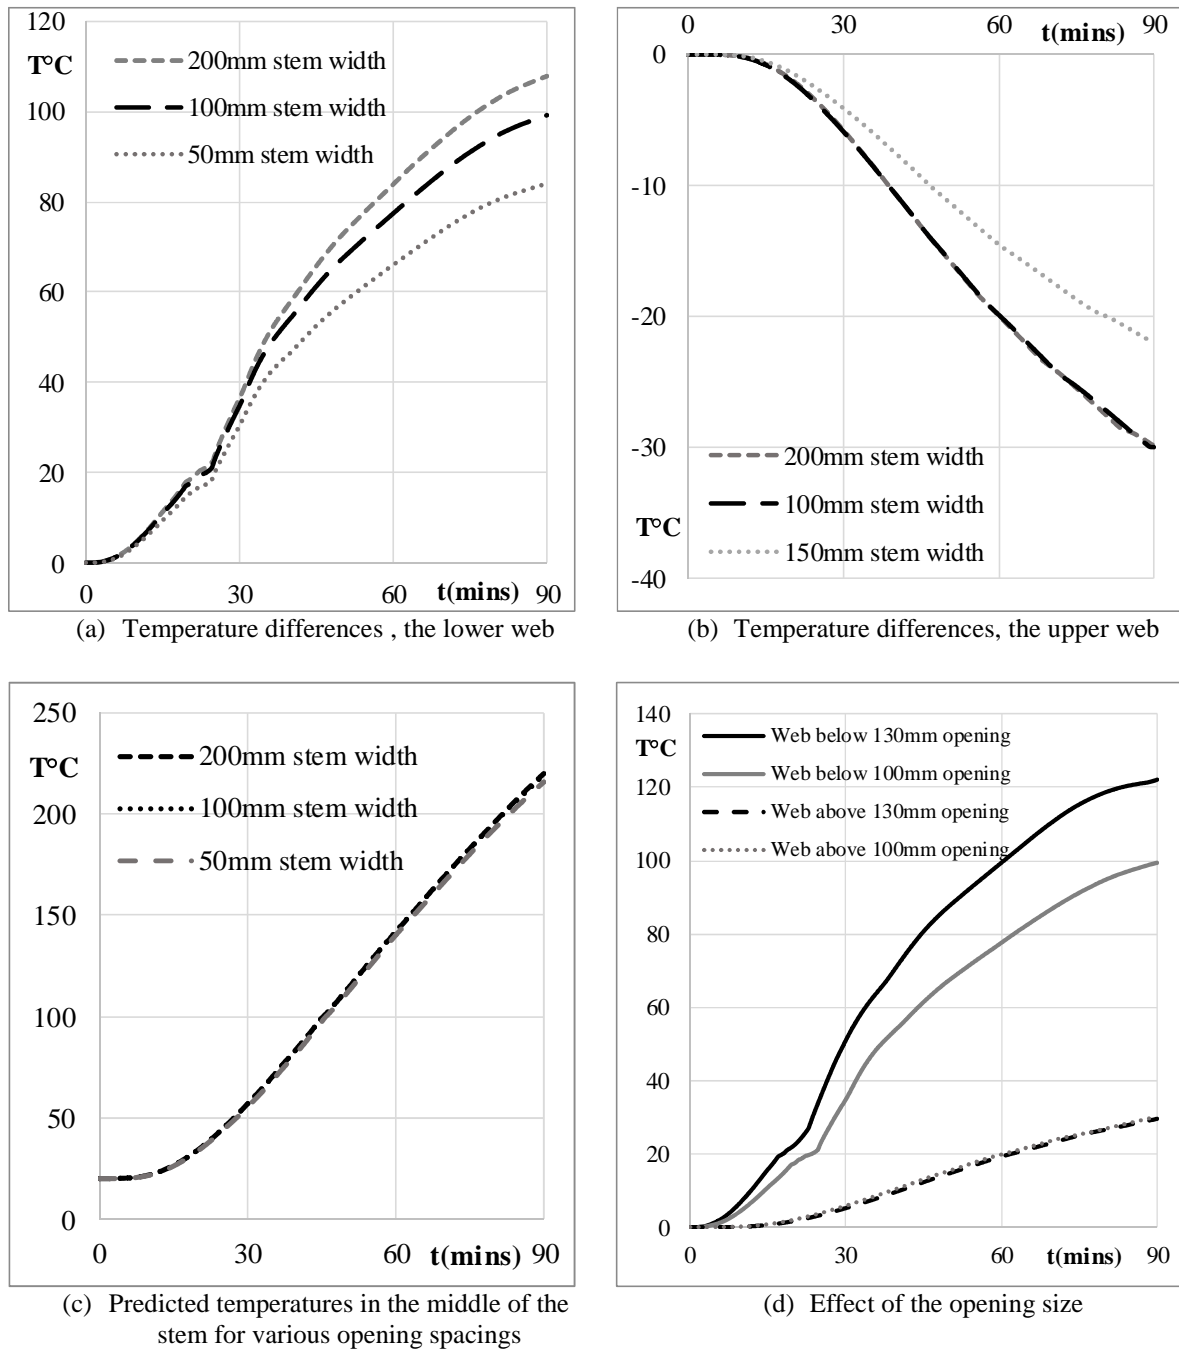 120
T°C
200mm stem width
100
100mm stem width
50mm stem width
80
60
40
20
0
0 30 60 t(mins) 90
(a) Temperature differences , the lower web
0 30 60 t(mins) 90
0
-10
-20
-30
200mm stem width
100mm stem width
T°C
150mm stem width
-40
(b) Temperature differences, the upper web
250
T°C
200mm stem width
200
100mm stem width
50mm stem width
150
100
50
0
0 30 60 t(mins) 90
(c) Predicted temperatures in the middle of the
stem for various opening spacings
140
T°C
Web below 130mm opening
Web below 100mm opening
120
Web above 130mm opening
Web above 100mm opening
100
80
60
40
20
0
0 30 60 t(mins) 90
(d) Effect of the opening size